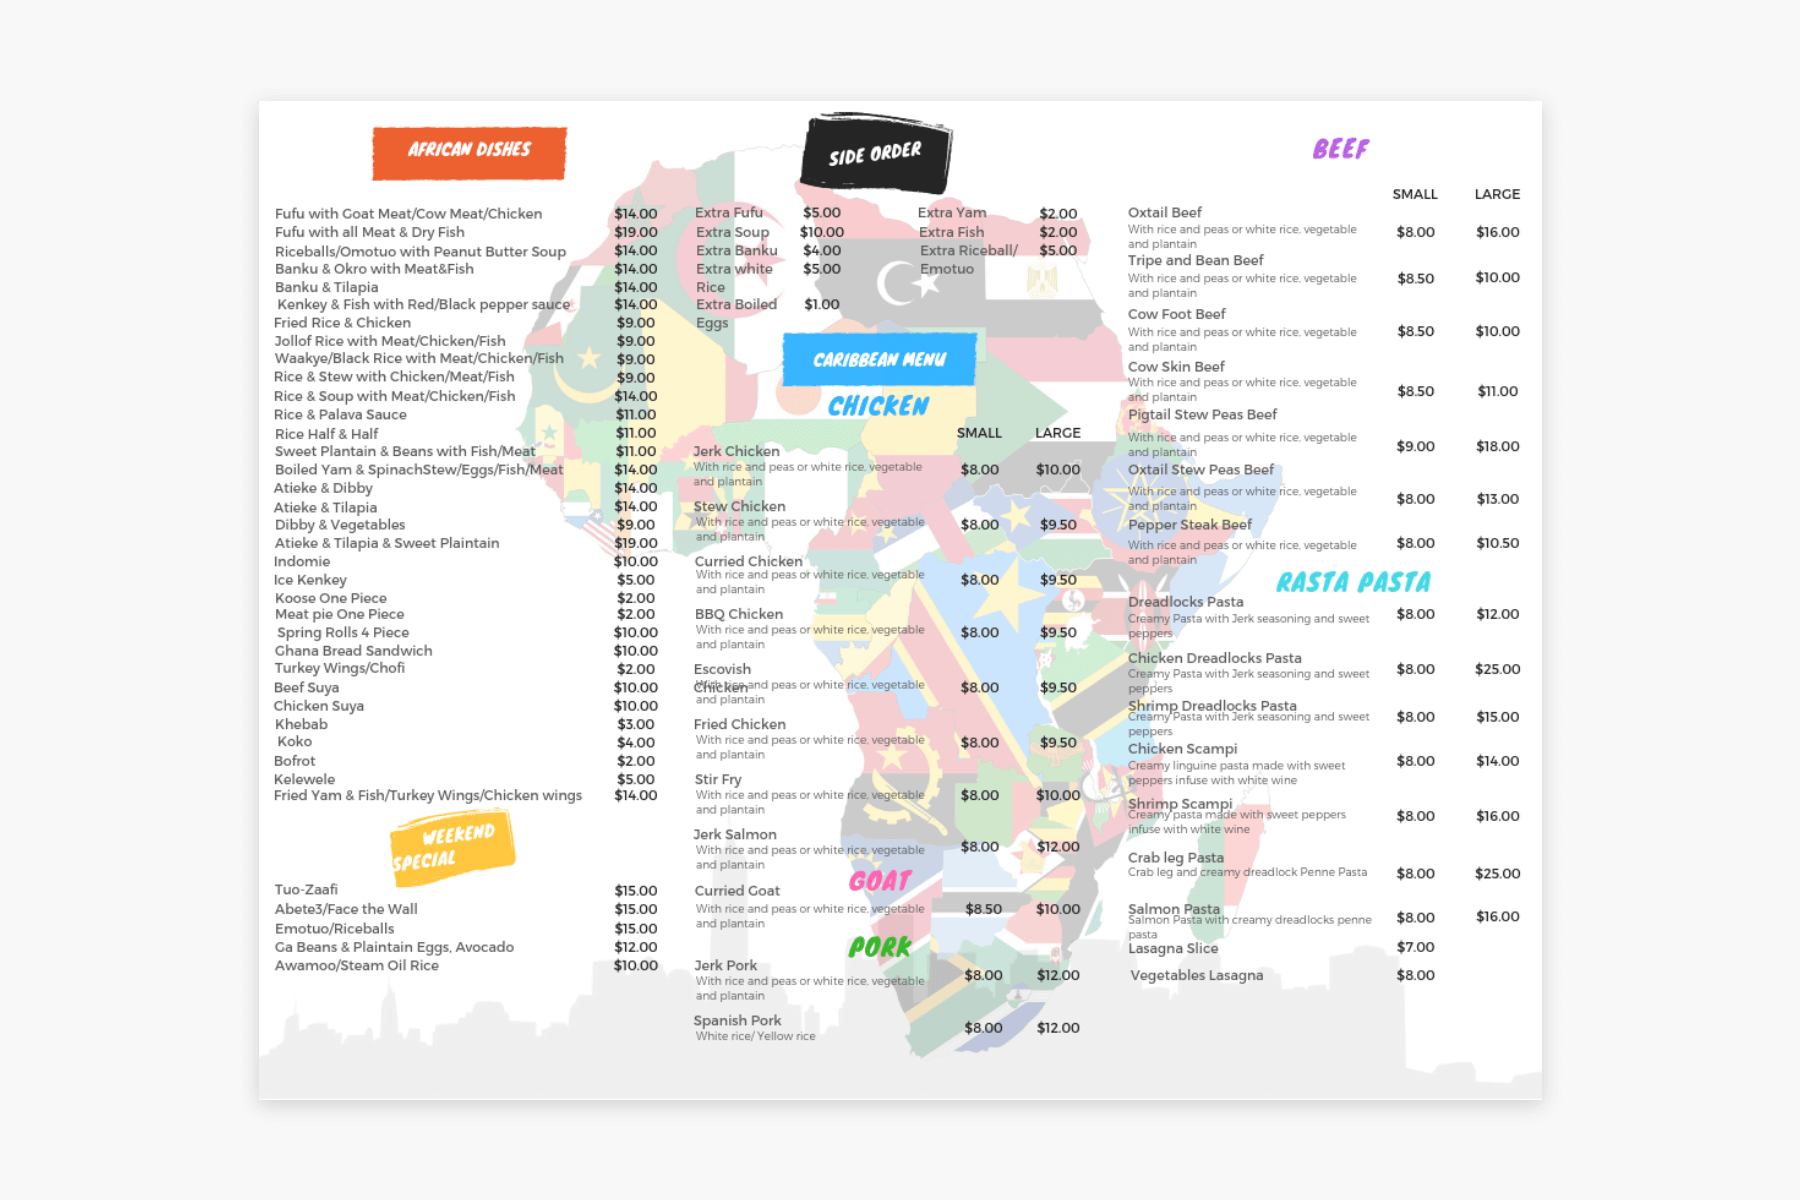 AFRICAN DISHES
Fufu with Goat Meat/Cow Meat/Chicken $14.00
Fufu with all Meat & Dry Fish $19.00
Riceballs/Omotuo with Peanut Butter Soup $14.00
Banku & Okro with Meat&Fish $14.00
Banku & Tilapia $14.00
Kenkey & Fish with Red/Black pepper sauce $14.00
Fried Rice & Chicken $9.00
Jollof Rice with Meat/Chicken/Fish $9.00
Waakye/Black Rice with Meat/Chicken/Fish $9.00
Rice & Stew with Chicken/Meat/Fish $9.00
Rice & Soup with Meat/Chicken/Fish $14.00
Rice & Palava Sauce $11.00
Rice Half & Half $11.00
Sweet Plantain & Beans with Fish/Meat $11.00
Boiled Yam & SpinachStew/Eggs/Fish/Meat $14.00
Atieke & Dibby $14.00
Atieke & Tilapia $14.00
Dibby & Vegetables $9.00
Atieke & Tilapia & Sweet Plaintain $19.00
Indomie $10.00
Ice Kenkey $5.00
Koose One Piece $2.00
Meat pie One Piece $2.00
Spring Rolls 4 Piece $10.00
Ghana Bread Sandwich $10.00
Turkey Wings/Chofi $2.00
Beef Suya $10.00
Chicken Suya $10.00
Khebab $3.00
Koko $4.00
Bofrot $2.00
Kelewele $5.00
Fried Yam & Fish/Turkey Wings/Chicken wings $14.00
WEEKEND
SPECIAL
Tuo-Zaafi $15.00
Abete3/Face the Wall $15.00
Emotuo/Riceballs $15.00
Ga Beans & Plaintain Eggs, Avocado $12.00
Awamoo/Steam Oil Rice $10.00
SIDE ORDER
Extra Fufu $5.00
Extra Soup $10.00
Extra Banku $4.00
Extra white $5.00
Rice
Extra Boiled $1.00
Eggs
Extra Yam $2.00
Extra Fish $2.00
Extra Riceball/ $5.00
Emotuo
CARIBBEAN MENU
CHICKEN
SMALL LARGE
Jerk Chicken
With rice and peas or white rice, vegetable $8.00 $10.00
and plantain
Stew Chicken
With rice and peas or white rice, vegetable $8.00 $9.50
and plantain
Curried Chicken
With rice and peas or white rice, vegetable $8.00 $9.50
and plantain
BBQ Chicken
With rice and peas or white rice, vegetable $8.00 $9.50
and plantain
Escovish
Chicken
With rice and peas or white rice, vegetable $8.00 $9.50
and plantain
Fried Chicken
With rice and peas or white rice, vegetable $8.00 $9.50
and plantain
Stir Fry
With rice and peas or white rice, vegetable $8.00 $10.00
and plantain
Jerk Salmon
With rice and peas or white rice, vegetable $8.00 $12.00
and plantain
GOAT
Curried Goat
With rice and peas or white rice, vegetable $8.50 $10.00
and plantain
PORK
Jerk Pork
With rice and peas or white rice, vegetable $8.00 $12.00
and plantain
Spanish Pork
White rice/ Yellow rice $8.00 $12.00
BEEF
SMALL LARGE
Oxtail Beef
With rice and peas or white rice, vegetable $8.00 $16.00
and plantain
Tripe and Bean Beef
With rice and peas or white rice, vegetable $8.50 $10.00
and plantain
Cow Foot Beef
With rice and peas or white rice, vegetable $8.50 $10.00
and plantain
Cow Skin Beef
With rice and peas or white rice, vegetable $8.50 $11.00
and plantain
Pigtail Stew Peas Beef
With rice and peas or white rice, vegetable $9.00 $18.00
and plantain
Oxtail Stew Peas Beef
With rice and peas or white rice, vegetable $8.00 $13.00
and plantain
Pepper Steak Beef
With rice and peas or white rice, vegetable $8.00 $10.50
and plantain
RASTA PASTA
Dreadlocks Pasta
Creamy Pasta with Jerk seasoning and sweet $8.00 $12.00
peppers
Chicken Dreadlocks Pasta
Creamy Pasta with Jerk seasoning and sweet $8.00 $25.00
peppers
Shrimp Dreadlocks Pasta
Creamy Pasta with Jerk seasoning and sweet $8.00 $15.00
peppers
Chicken Scampi
Creamy linguine pasta made with sweet $8.00 $14.00
peppers infuse with white wine
Shrimp Scampi
Creamy pasta made with sweet peppers $8.00 $16.00
infuse with white wine
Crab leg Pasta
Crab leg and creamy dreadlock Penne Pasta $8.00 $25.00
Salmon Pasta
Salmon Pasta with creamy dreadlocks penne $8.00 $16.00
pasta
Lasagna Slice $7.00
Vegetables Lasagna $8.00